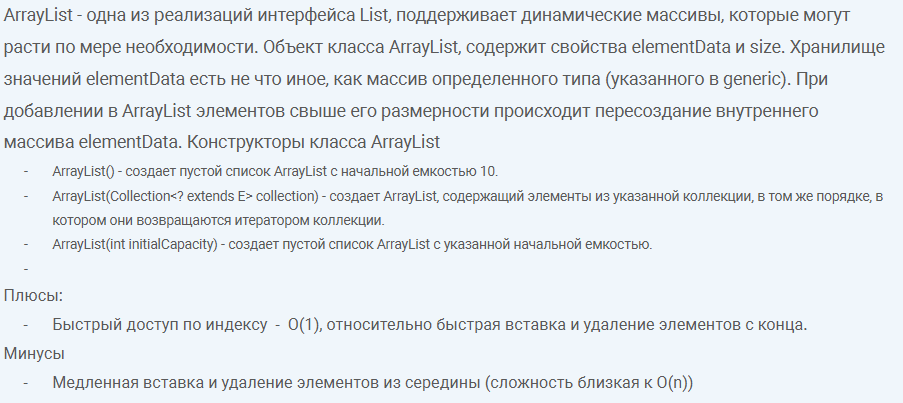 ArrayList - одна из реализаций интерфейса List, поддерживает динамические массивы, которые могут
расти по мере необходимости. Объект класса ArrayList, содержит свойства elementData и size. Хранилище
значений elementData есть не что иное, как массив определенного типа (указанного в generic). При
добавлении в ArrayList элементов свыше его размерности происходит пересоздание внутреннего
массива elementData. Конструкторы класса ArrayList
- ArrayList() - создает пустой список ArrayList с начальной емкостью 10.
- ArrayList(Collection<? extends E> collection) - создает ArrayList, содержащий элементы из указанной коллекции, в том же порядке, в
котором они возвращаются итератором коллекции.
- ArrayList(int initialCapacity) - создает пустой список ArrayList с указанной начальной емкостью.
-
Плюсы:
- Быстрый доступ по индексу - O(1), относительно быстрая вставка и удаление элементов с конца.
Минусы
- Медленная вставка и удаление элементов из середины (сложность близкая к O(n))